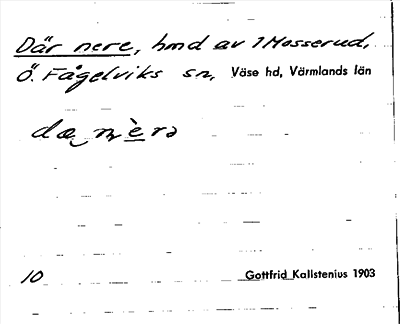 Där nere, hmd av 1 Mosserud,
Ö. Fågelviks sn, Väse hd, Värmlands län
10 Gottfrid Kallstenius 1903